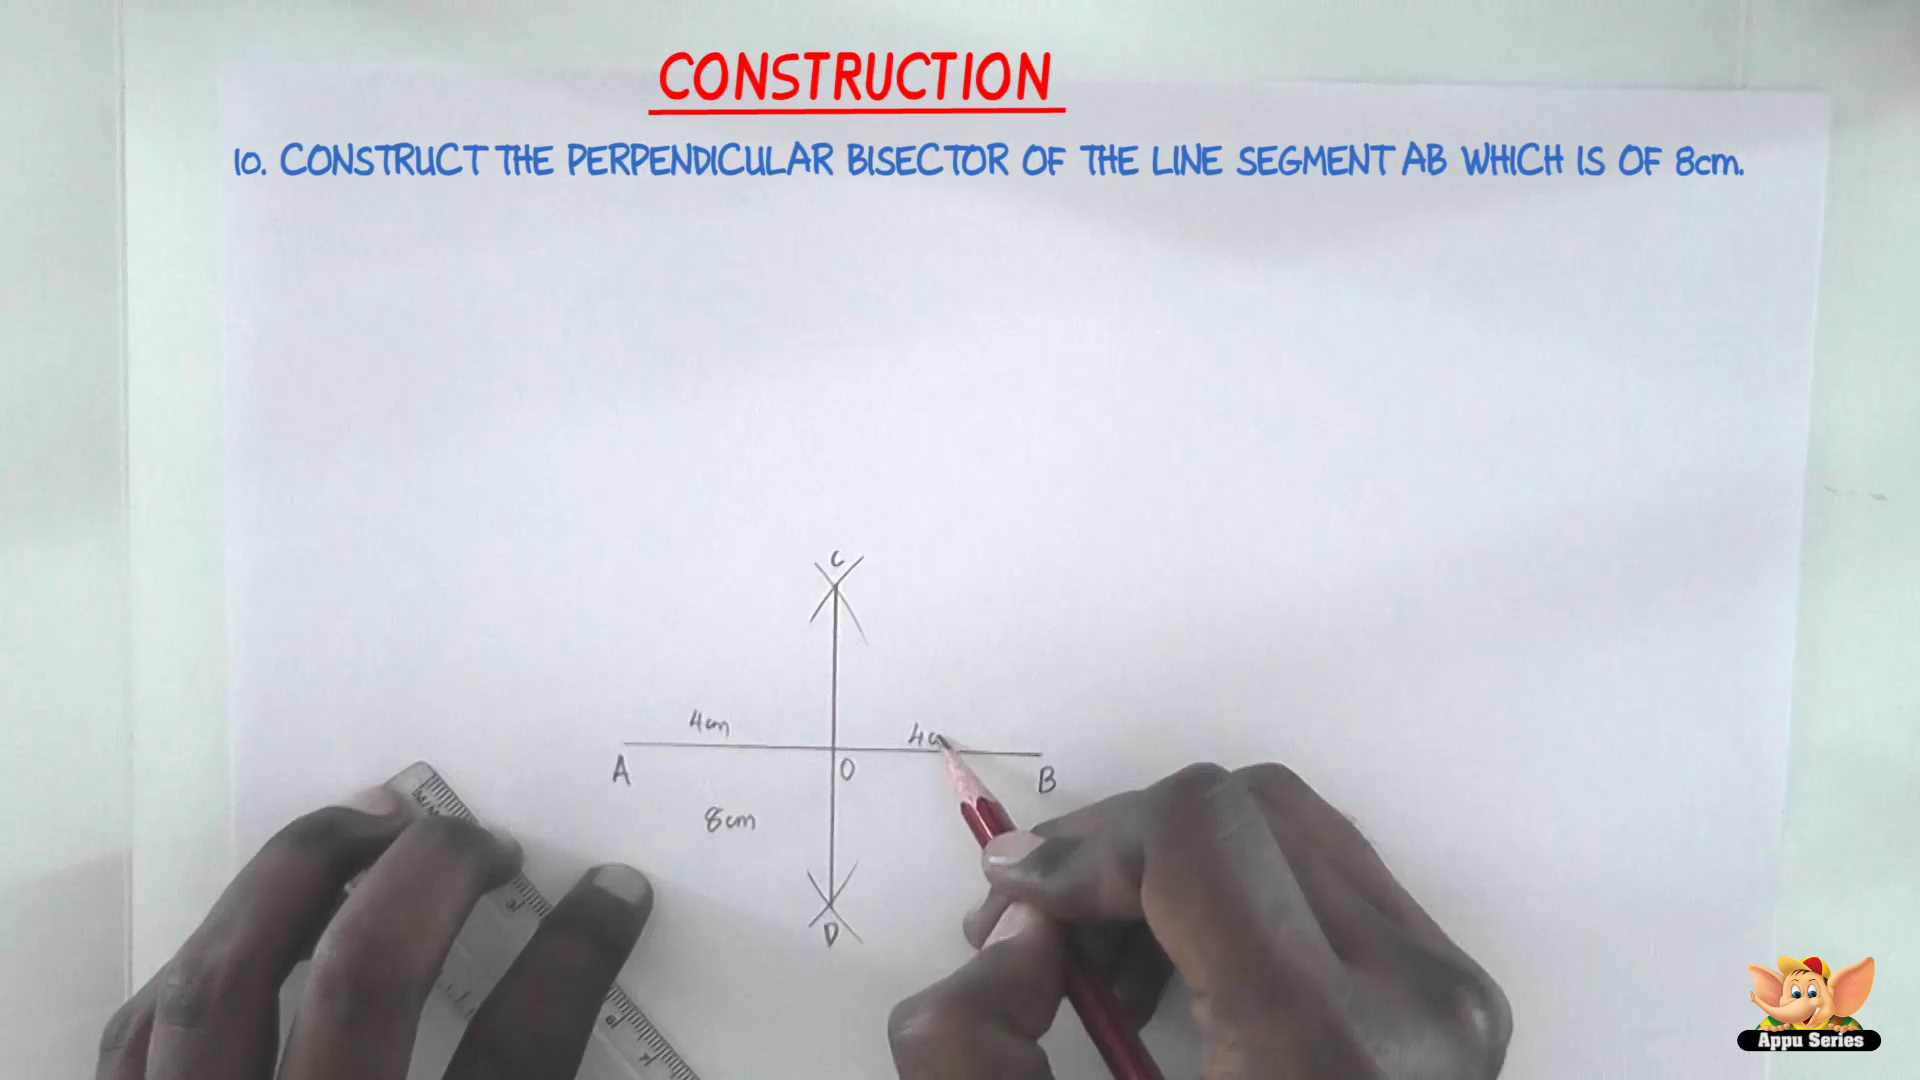 CONSTRUCTION
10. CONSTRUCT THE PERPENDICULAR BISECTOR OF THE LINE SEGMENT AB WHICH IS OF 8cm.
C
4cm 4c
A O B
8cm
D
Appu Series